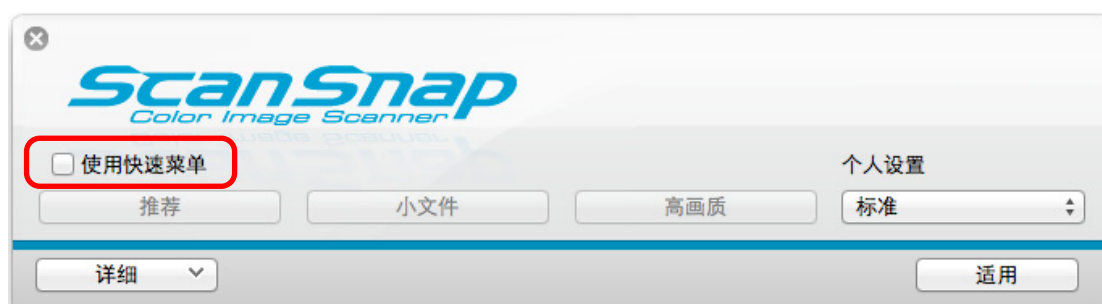 ScanSnap
Color Image Scanner
使用快速菜单
个人设置
推荐
小文件
高画质
标准
详细
适用